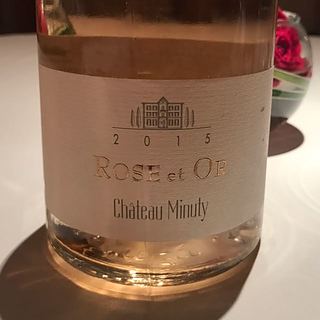 2015
ROSE et OR
Château Minuty